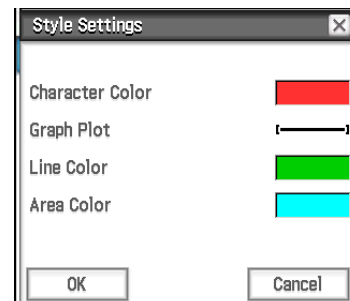 Style Settings
Character Color
Graph Plot
Line Color
Area Color
OK Cancel